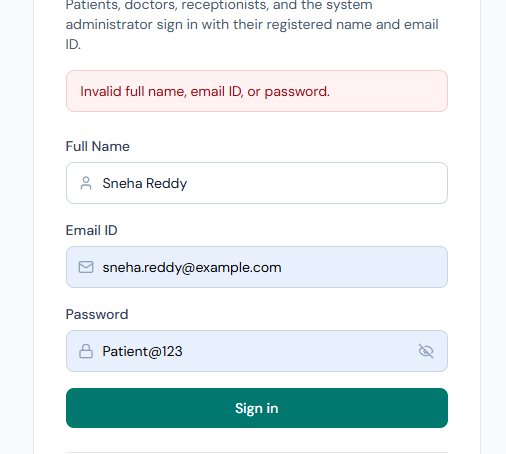 Patients, doctors, receptionists, and the system
administrator sign in with their registered name and email
ID.
Invalid full name, email ID, or password.
Full Name
Sneha Reddy
Email ID
sneha.reddy@example.com
Password
Patient@123
Sign in